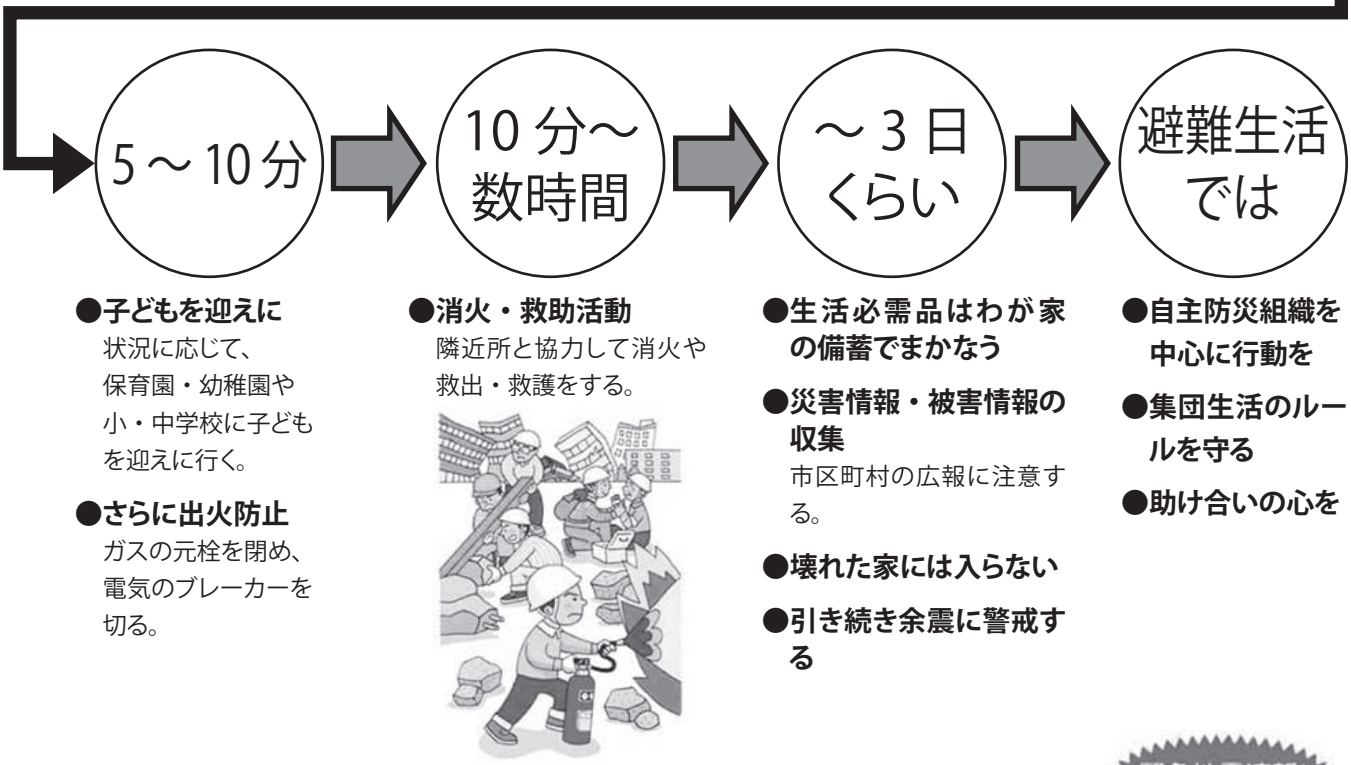 5～10分
●子どもを迎えに
状況に応じて、
保育園・幼稚園や
小・中学校に子ども
を迎えに行く。
●さらに出火防止
ガスの元栓を閉め、
電気のブレーカーを
切る。
10分～
数時間
●消火・救助活動
隣近所と協力して消火や
救出・救護をする。
～3日
くらい
●生活必需品はわが家
の備蓄でまかなう
●災害情報・被害情報の
収集
市区町村の広報に注意す
る。
●壊れた家には入らない
●引き続き余震に警戒す
る
避難生活
では
●自主防災組織を
中心に行動を
●集団生活のルー
ルを守る
●助け合いの心を